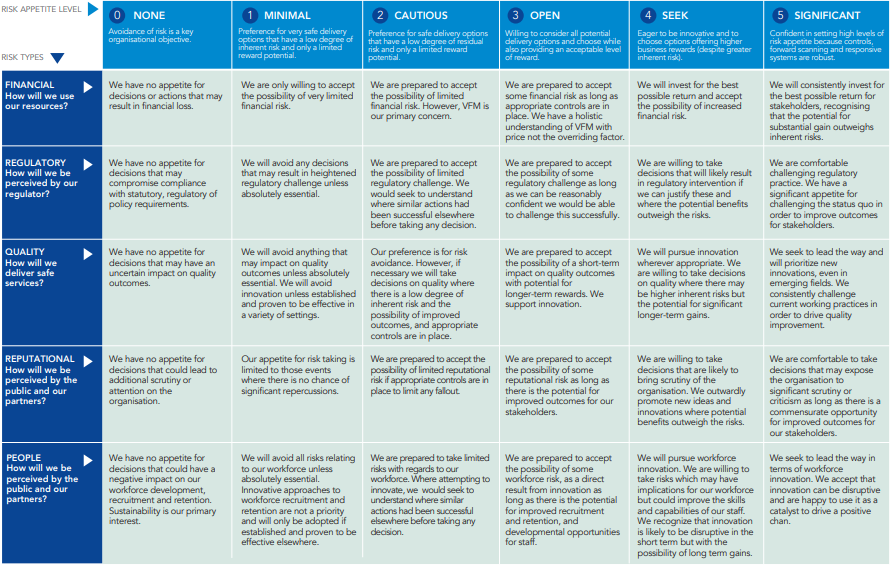 RISK APPETITE LEVEL
RISK TYPES
0 NONE
Avoidance of risk is a key
organisational objective.
1 MINIMAL
Preference for very safe delivery
options that have a low degree of
inherent risk and only a limited
reward potential.
2 CAUTIOUS
Preference for safe delivery options
that have a low degree of residual
risk and only a limited reward
potential.
3 OPEN
Willing to consider all potential
delivery options and choose while
also providing an acceptable level
of reward.
4 SEEK
Eager to be innovative and to
choose options offering higher
business rewards (despite greater
inherent risk).
5 SIGNIFICANT
Confident in setting high levels of
risk appetite because controls,
forward scanning and responsive
systems are robust.
FINANCIAL
How will we use
our resources?
We have no appetite for
decisions or actions that may
result in financial loss.
We are only willing to accept
the possibility of very limited
financial risk.
We are prepared to accept
the possibility of limited
financial risk. However, VFM is
our primary concern.
We are prepared to accept
some financial risk as long as
appropriate controls are in
place. We have a holistic
understanding of VFM with
price not the overriding factor.
We will invest for the best
possible return and accept
the possibility of increased
financial risk.
We will consistently invest for
the best possible return for
stakeholders, recognising
that the potential for
substantial gain outweighs
inherent risks.
REGULATORY
How will we be
perceived by our
regulator?
We have no appetite for
decisions that may
compromise compliance
with statutory, regulatory of
policy requirements.
We will avoid any decisions
that may result in heightened
regulatory challenge unless
absolutely essential.
We are prepared to accept
the possibility of limited
regulatory challenge. We
would seek to understand
where similar actions had
been successful elsewhere
before taking any decision.
We are prepared to accept
the possibility of some
regulatory challenge as long
as we can be reasonably
confident we would be able
to challenge this successfully.
We are willing to take
decisions that will likely result
in regulatory intervention if
we can justify these and
where the potential benefits
outweigh the risks.
We are comfortable
challenging regulatory
practice. We have a
significant appetite for
challenging the status quo in
order to improve outcomes
for stakeholders.
QUALITY
How will we
deliver safe
services?
We have no appetite for
decisions that may have an
uncertain impact on quality
outcomes.
We will avoid anything that
may impact on quality
outcomes unless absolutely
essential. We will avoid
innovation unless established
and proven to be effective in
a variety of settings.
Our preference is for risk
avoidance. However, if
necessary we will take
decisions on quality where
there is a low degree of
inherent risk and the
possibility of improved
outcomes, and appropriate
controls are in place.
We are prepared to accept
the possibility of a short-term
impact on quality outcomes
with potential for
longer-term rewards. We
support innovation.
We will pursue innovation
wherever appropriate. We
are willing to take decisions
on quality where there may
be higher inherent risks but
the potential for significant
longer-term gains.
We seek to lead the way and
will prioritize new
innovations, even in
emerging fields. We
consistently challenge
current working practices in
order to drive quality
improvement.
REPUTATIONAL
How will we be
perceived by the
public and our
partners?
We have no appetite for
decisions that could lead to
additional scrutiny or
attention on the
organisation.
Our appetite for risk taking is
limited to those events
where there is no chance of
significant repercussions.
We are prepared to accept the
possibility of limited reputational
risk if appropriate controls are in
place to limit any fallout.
We are prepared to accept
the possibility of some
reputational risk as long as
there is the potential for
improved outcomes for our
stakeholders.
We are willing to take
decisions that are likely to
bring scrutiny of the
organisation. We outwardly
promote new ideas and
innovations where potential
benefits outweigh the risks.
We are comfortable to take
decisions that may expose
the organisation to
significant scrutiny or
criticism as long as there is a
commensurate opportunity
for improved outcomes for
our stakeholders.
PEOPLE
How will we be
perceived by the
public and our
partners?
We have no appetite for
decisions that could have a
negative impact on our
workforce development,
recruitment and retention.
Sustainability is our primary
interest.
We will avoid all risks relating
to our workforce unless
absolutely essential.
Innovative approaches to
workforce recruitment and
retention are not a priority
and will only be adopted if
established and proven to be
effective elsewhere.
We are prepared to take limited
risks with regards to our
workforce. Where attempting to
innovate, we would seek to
understand where similar
actions had been successful
elsewhere before taking any
decision.
We are prepared to accept
the possibility of some
workforce risk, as a direct
result from innovation as
long as there is the potential
for improved recruitment
and retention, and
developmental opportunities
for staff.
We will pursue workforce
innovation. We are willing to
take risks which may have
implications for our workforce
but could improve the skills
and capabilities of our staff.
We recognize that innovation
is likely to be disruptive in the
short term but with the
possibility of long term gains.
We seek to lead the way in
terms of workforce
innovation. We accept that
innovation can be disruptive
and are happy to use it as a
catalyst to drive a positive
chan.